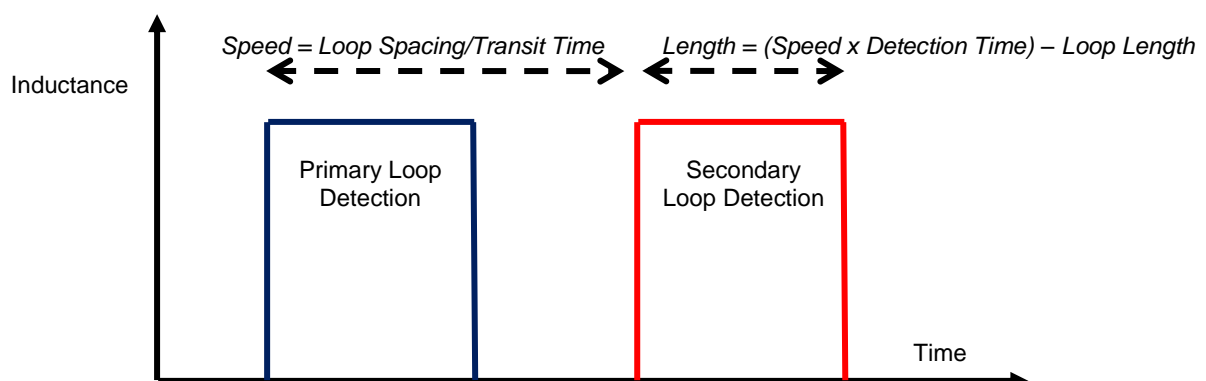 Speed = Loop Spacing/Transit Time
Length = (Speed x Detection Time) – Loop Length
Inductance
Primary Loop
Detection
Secondary
Loop Detection
Time